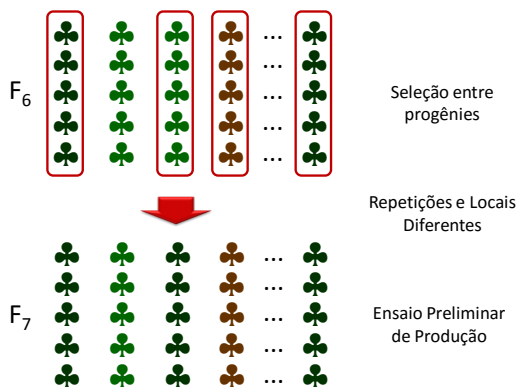 ...
...
F6
...
Seleção entre
progênies
...
...
Repetições e Locais
Diferentes
...
...
F7
...
Ensaio Preliminar
de Produção
...
...